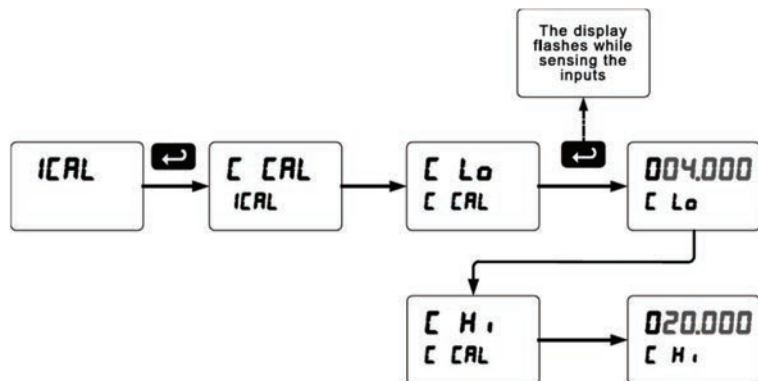 The display
flashes while
sensing the
inputs
ICAL
C CAL
ICAL
C Lo
C CAL
004.000
C Lo
C Hi
C CAL
020.000
C Hi